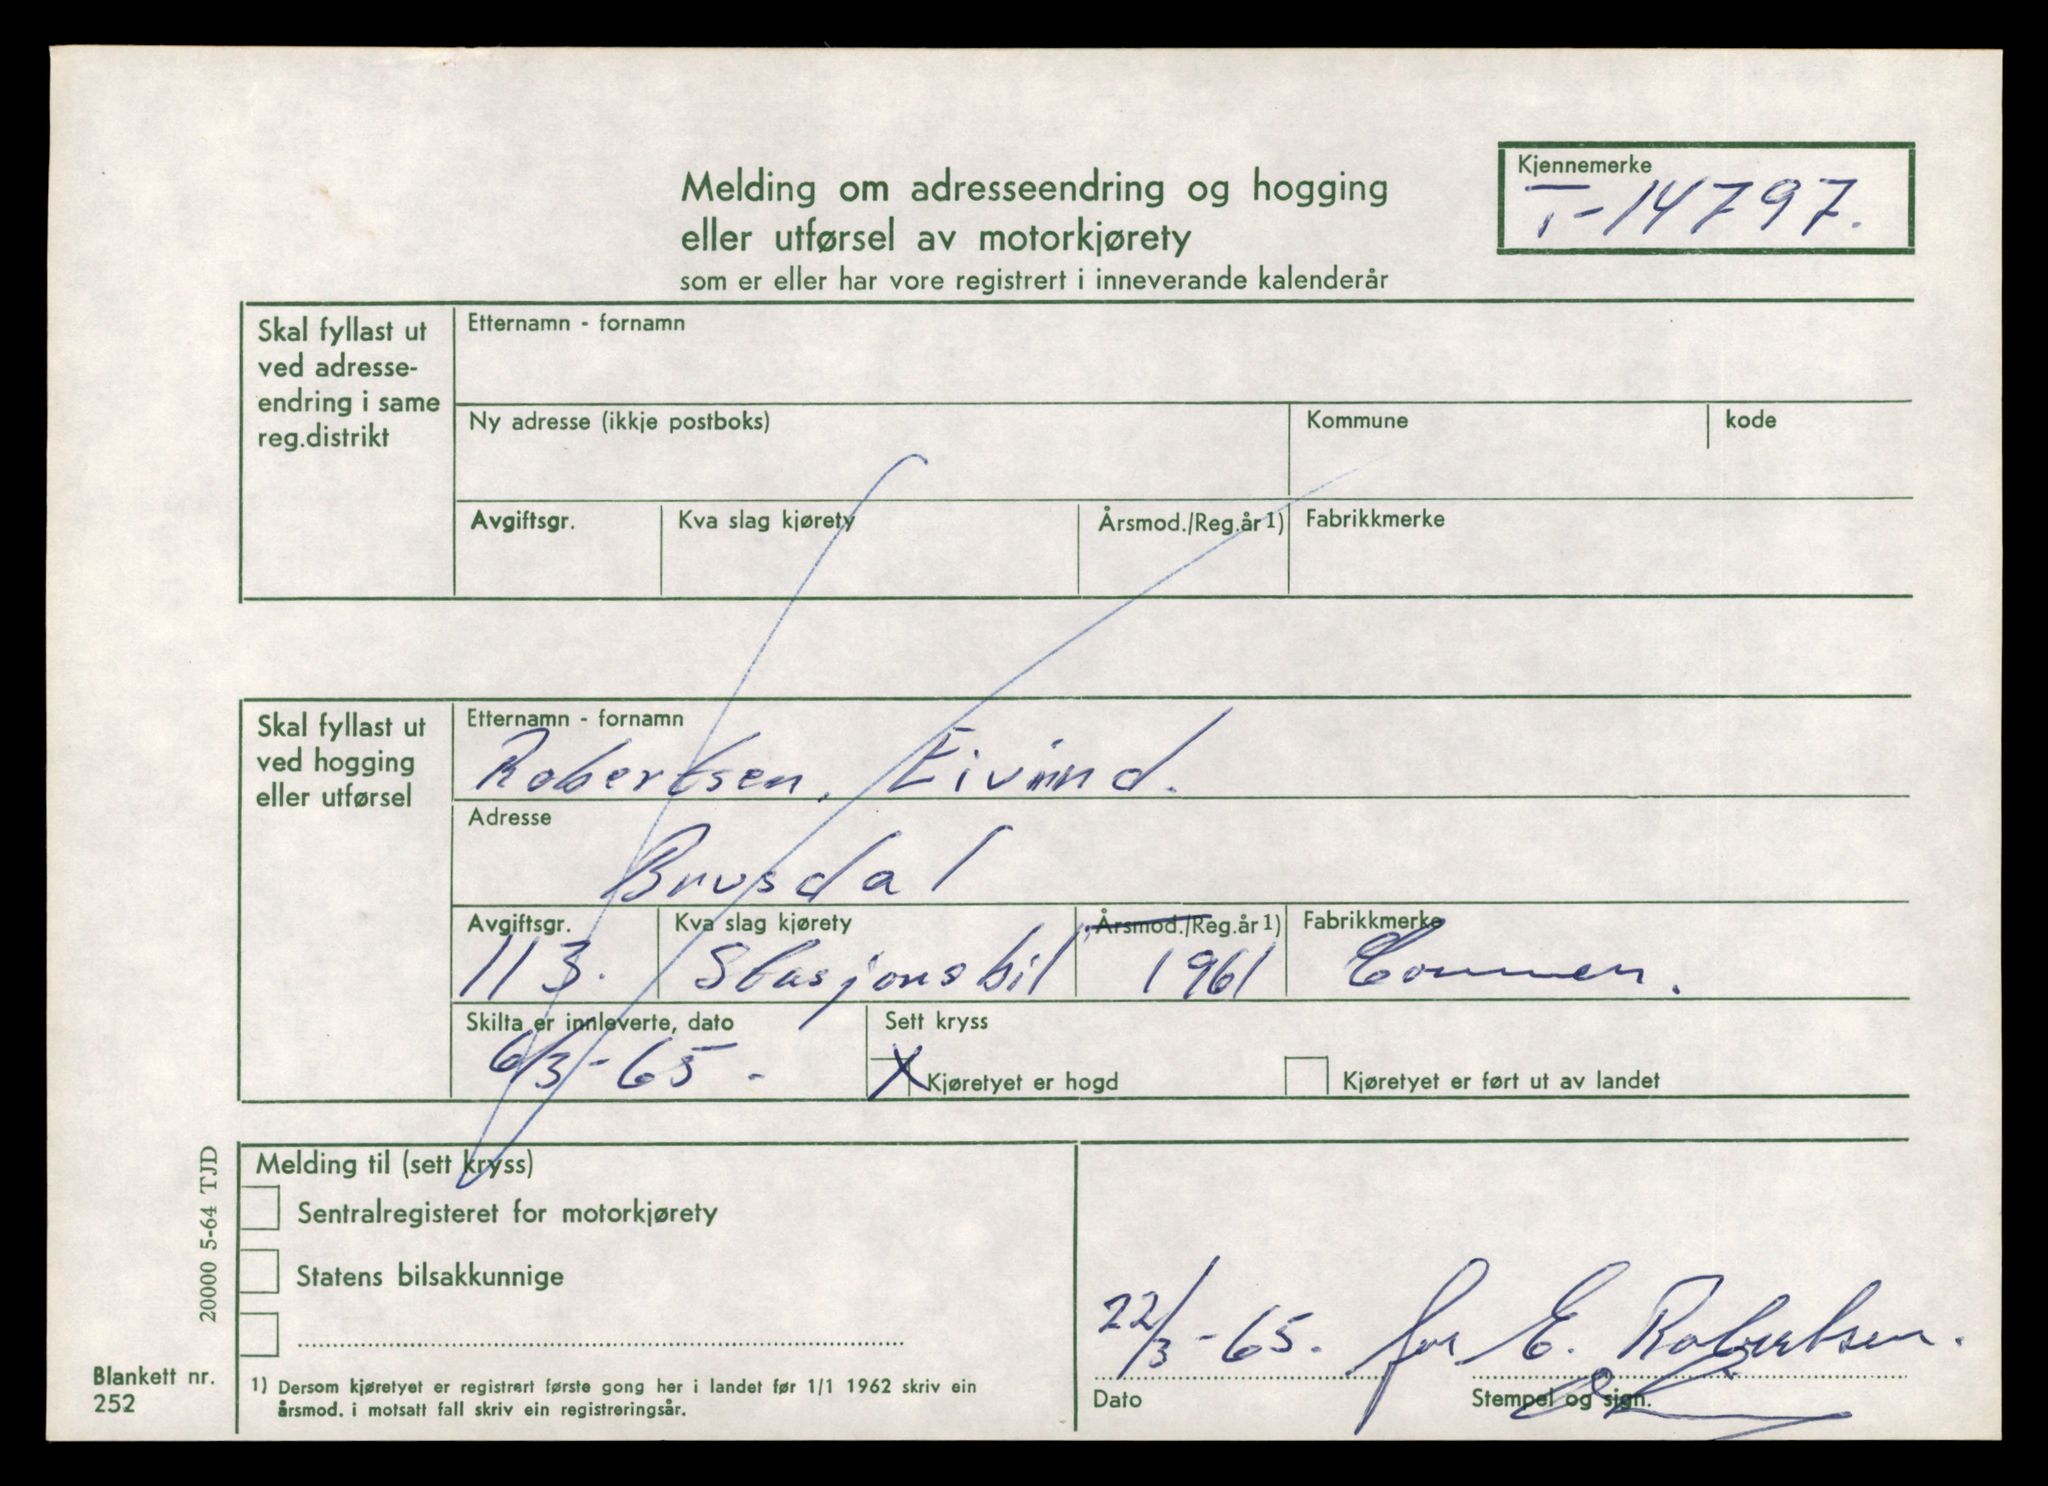 Melding om adresseendring og hogging
eller utførsel av motorkjørety
som er eller har vore registrert i inneverande kalenderår
Kjennemerke
T-14797.
Skal fyllast ut
ved adresse-
endring i same
reg.distrikt
Etternamn - fornamn
Ny adresse (ikkje postboks)
Kommune
kode
Avgiftsgr.
Kva slag kjørety
Årsmod./Reg.år 1)
Fabrikkmerke
Skal fyllast ut
ved hogging
eller utførsel
Etternamn - fornamn
Robertsen, Eivind.
Adresse
Brusdal
Avgiftsgr.
113.
Kva slag kjørety
Stasjonsbil
Årsmod./Reg.år 1)
1961
Fabrikkmerke
Commer.
Skilta er innleverte, dato
6/3-65.
Sett kryss
X Kjøretyet er hogd
Kjøretyet er ført ut av landet
Melding til (sett kryss)
Sentralregisteret for motorkjørety
Statens bilsakkunnige
22/3-65. for E. Robertsen.
Dato
Stempel og sign.
1) Dersom kjøretyet er registrert første gong her i landet før 1/1 1962 skriv ein
årsmod. i motsatt fall skriv ein registreringsår.
20000 5-64 TJD
Blankett nr.
252